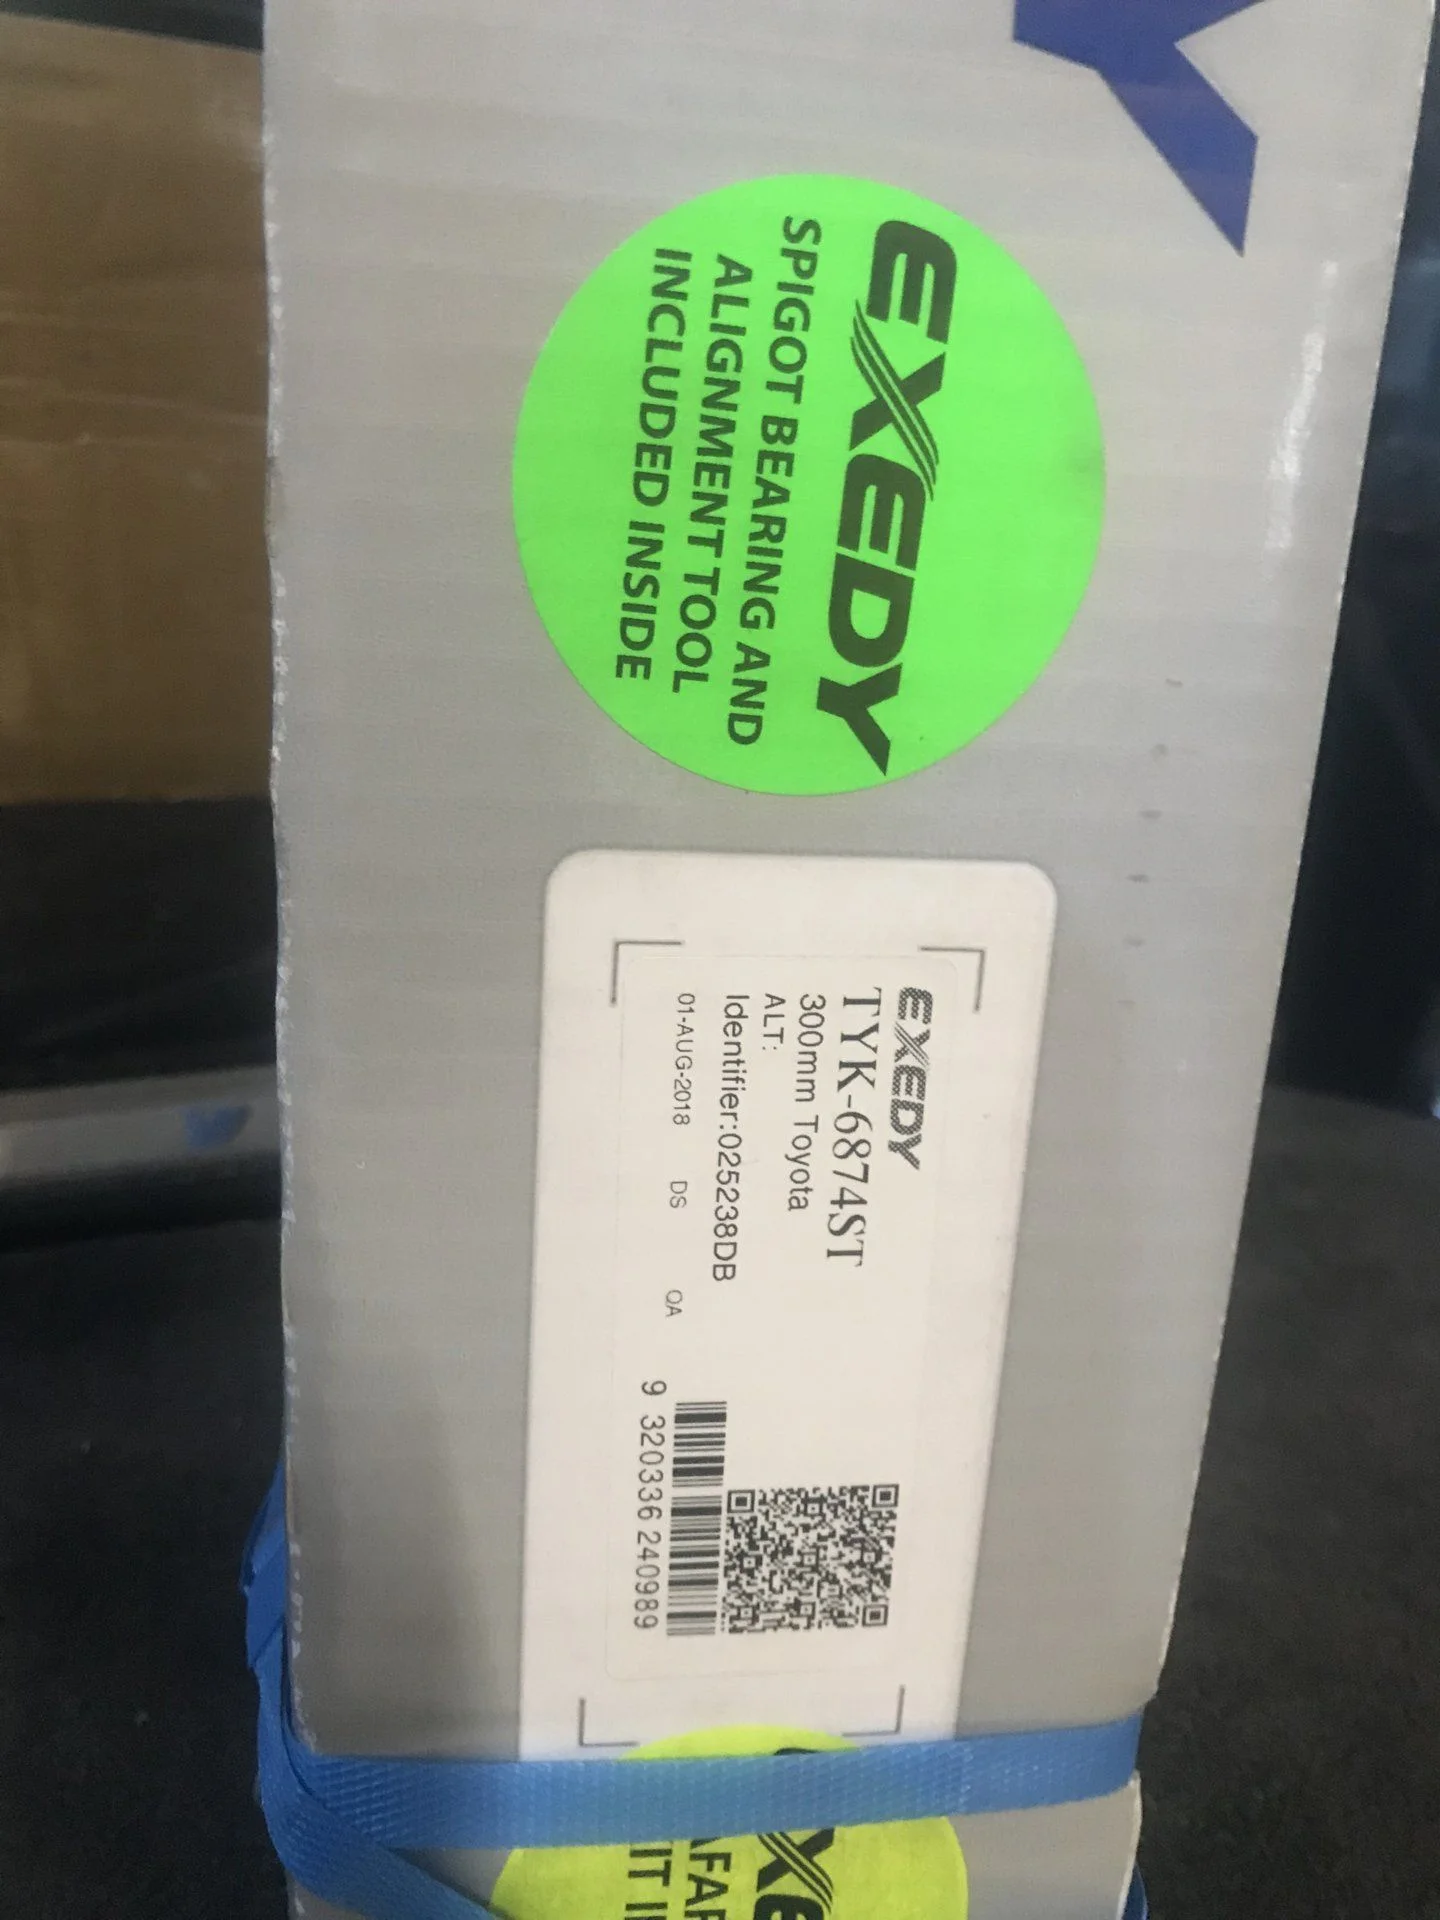 EXEDY
SPIGOT BEARING AND
ALIGNMENT TOOL
INCLUDED INSIDE
EXEDY
TYK-6874ST
300mm Toyota
ALT:
Identifier:025238DB
01-AUG-2018 DS QA
9 320336 240989